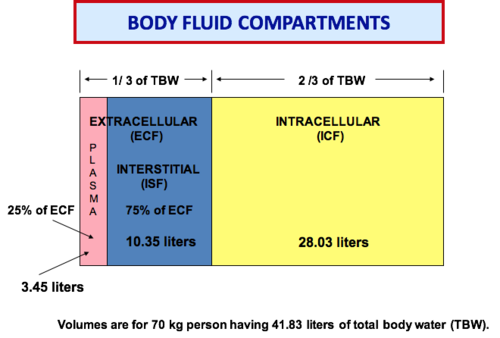 BODY FLUID COMPARTMENTS
1/ 3 of TBW
2 /3 of TBW
EXTRACELLULAR
(ECF)
INTRACELLULAR
(ICF)
PLASMA
INTERSTITIAL
(ISF)
25% of ECF
75% of ECF
10.35 liters
28.03 liters
3.45 liters
Volumes are for 70 kg person having 41.83 liters of total body water (TBW).